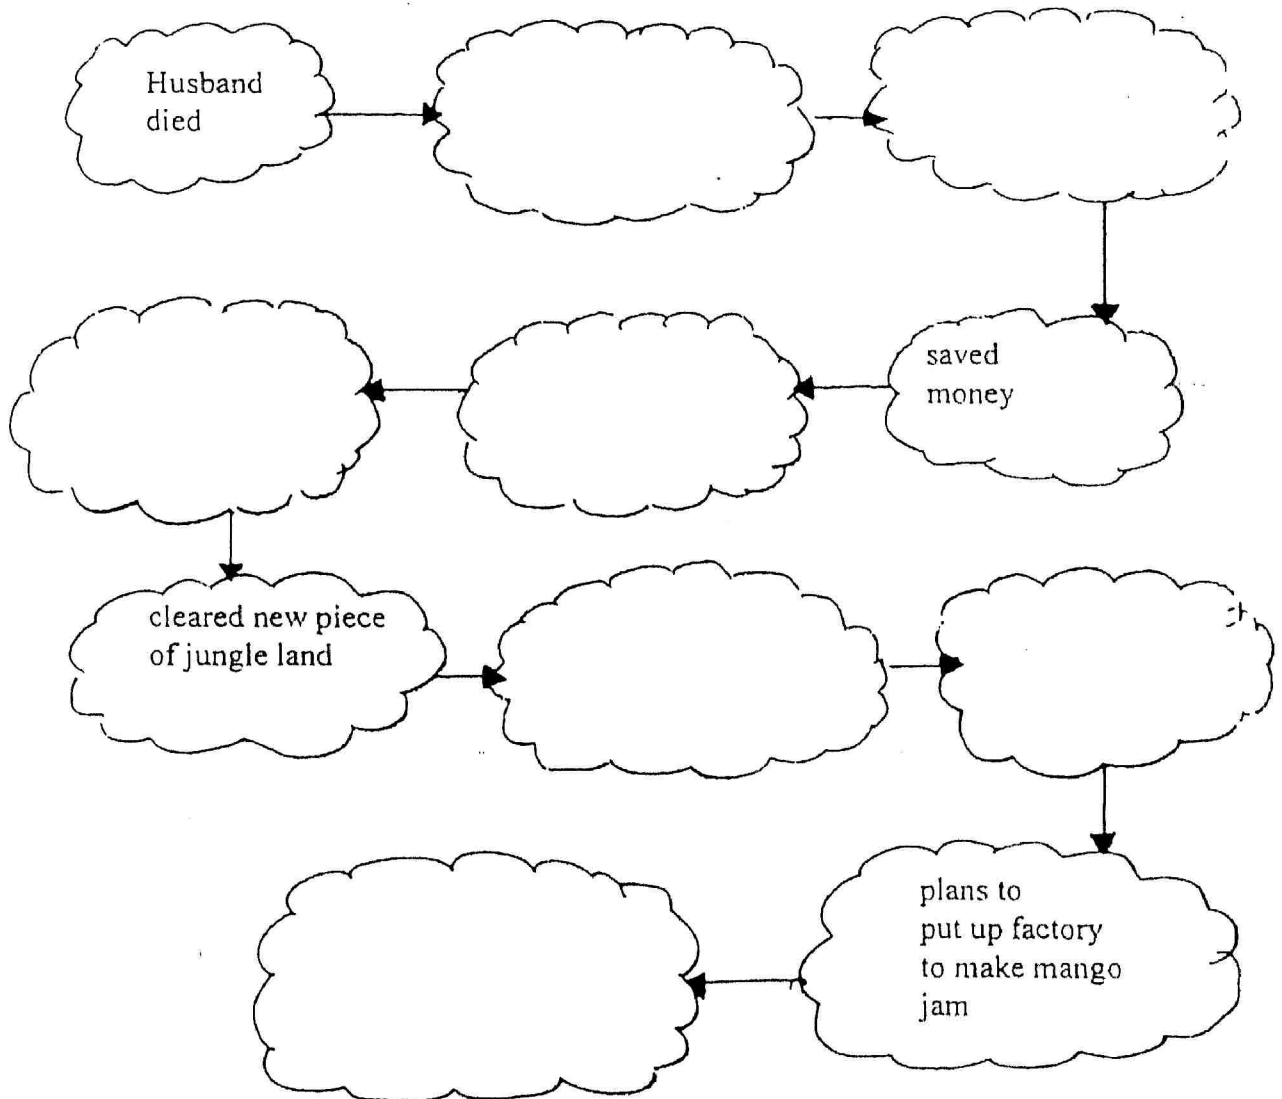 Husband
died
saved
money
cleared new piece
of jungle land
plans to
put up factory
to make mango
jam